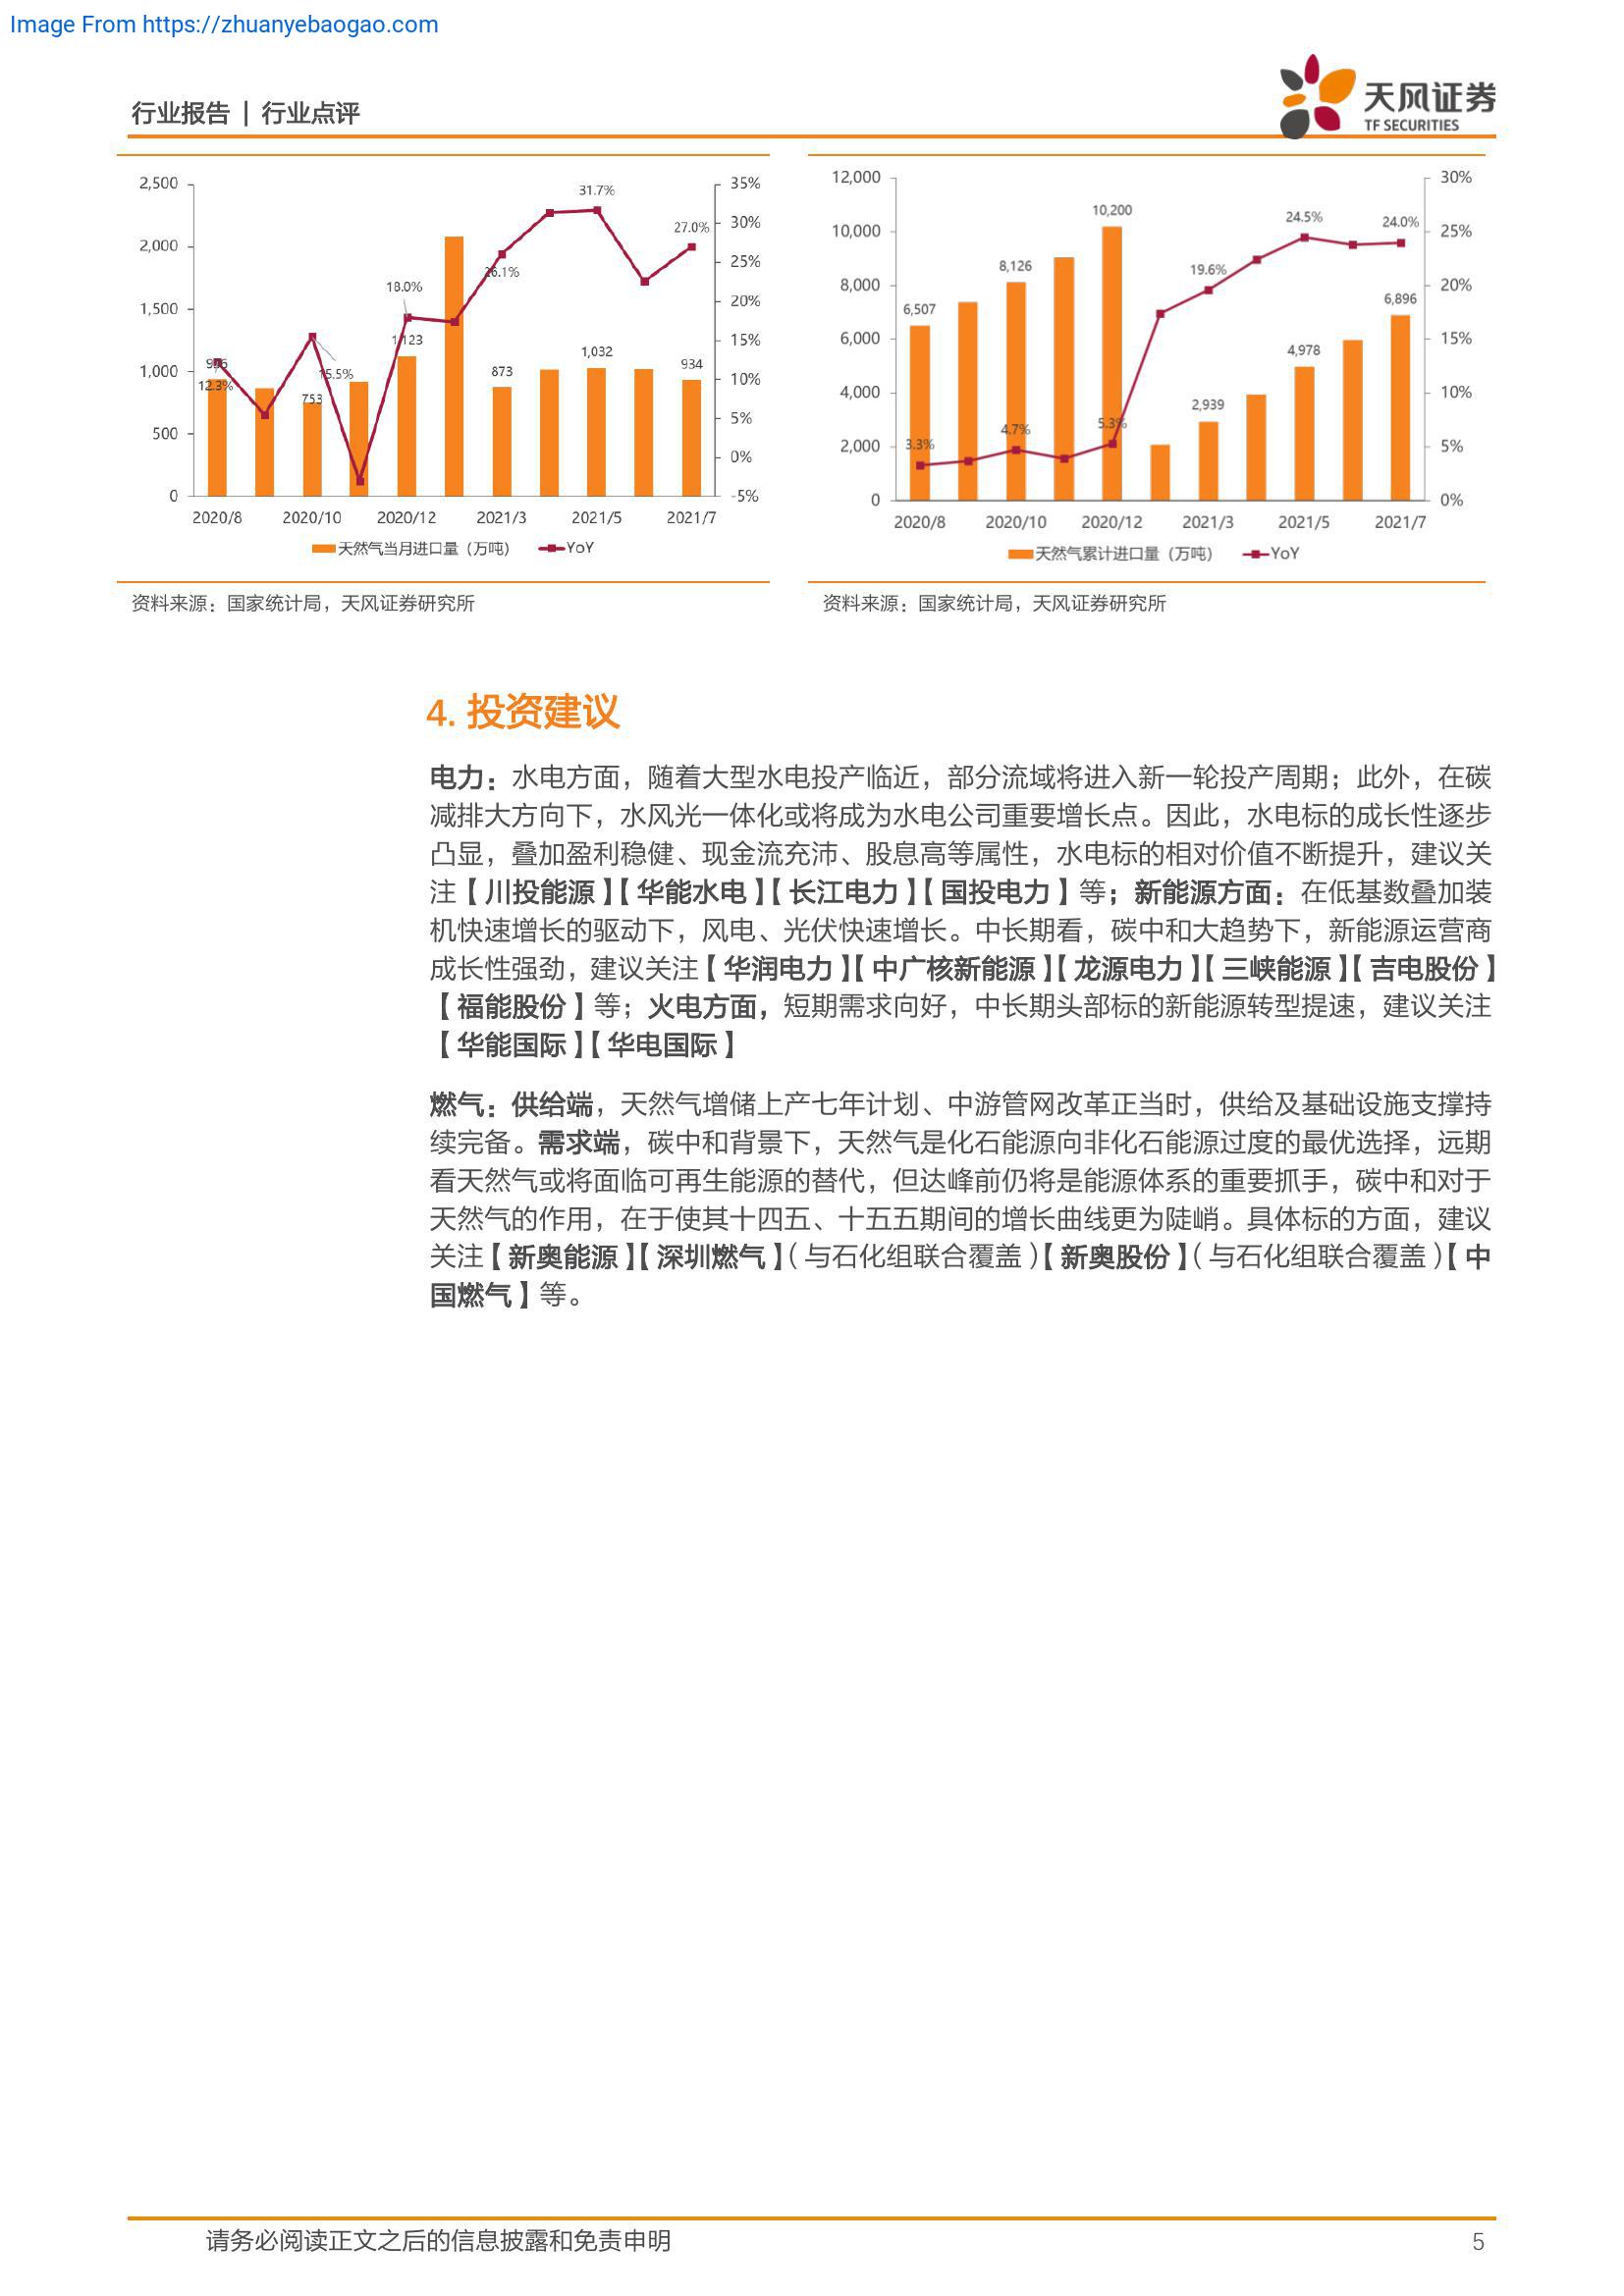 Image From https://zhuanyebaogao.com
行业报告 | 行业点评
天风证券
TF SECURITIES
2,500
2,000
1,500
1,000
500
0
35%
30%
25%
20%
15%
10%
5%
0%
-5%
12.3%
753
15.5%
18.0%
1,123
26.1%
873
31.7%
1,032
27.0%
934
2020/8 2020/10 2020/12 2021/3 2021/5 2021/7
天然气当月进口量（万吨） YoY
12,000
10,000
8,000
6,000
4,000
2,000
0
30%
25%
20%
15%
10%
5%
0%
6,507
3.3%
8,126
4.7%
10,200
5.3%
19.6%
2,939
24.5%
4,978
24.0%
6,896
2020/8 2020/10 2020/12 2021/3 2021/5 2021/7
天然气累计进口量（万吨） YoY
资料来源：国家统计局，天风证券研究所
资料来源：国家统计局，天风证券研究所
4. 投资建议
电力：水电方面，随着大型水电投产临近，部分流域将进入新一轮投产周期；此外，在碳
减排大方向下，水风光一体化或将成为水电公司重要增长点。因此，水电标的成长性逐步
凸显，叠加盈利稳健、现金流充沛、股息高等属性，水电标的相对价值不断提升，建议关
注【川投能源】【华能水电】【长江电力】【国投电力】等；新能源方面：在低基数叠加装
机快速增长的驱动下，风电、光伏快速增长。中长期看，碳中和大趋势下，新能源运营商
成长性强劲，建议关注【华润电力】【中广核新能源】【龙源电力】【三峡能源】【吉电股份】
【福能股份】等；火电方面，短期需求向好，中长期头部标的新能源转型提速，建议关注
【华能国际】【华电国际】
燃气：供给端，天然气增储上产七年计划、中游管网改革正当时，供给及基础设施支撑持
续完备。需求端，碳中和背景下，天然气是化石能源向非化石能源过度的最优选择，远期
看天然气或将面临可再生能源的替代，但达峰前仍将是能源体系的重要抓手，碳中和对于
天然气的作用，在于使其十四五、十五五期间的增长曲线更为陡峭。具体标的方面，建议
关注【新奥能源】【深圳燃气】（与石化组联合覆盖）【新奥股份】（与石化组联合覆盖）【中
国燃气】等。
请务必阅读正文之后的信息披露和免责申明
5